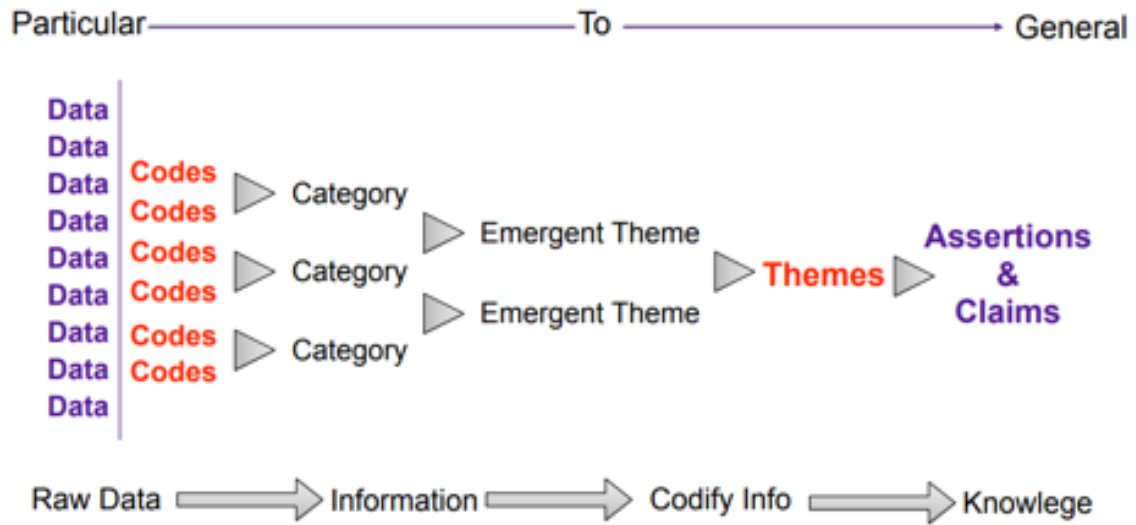 Particular To General
Data
Data
Data
Data
Data
Data
Data
Data
Data
Codes
Codes
Codes
Codes
Codes
Codes
Category
Category
Category
Emergent Theme
Emergent Theme
Themes
Assertions
&
Claims
Raw Data Information Codify Info Knowlege